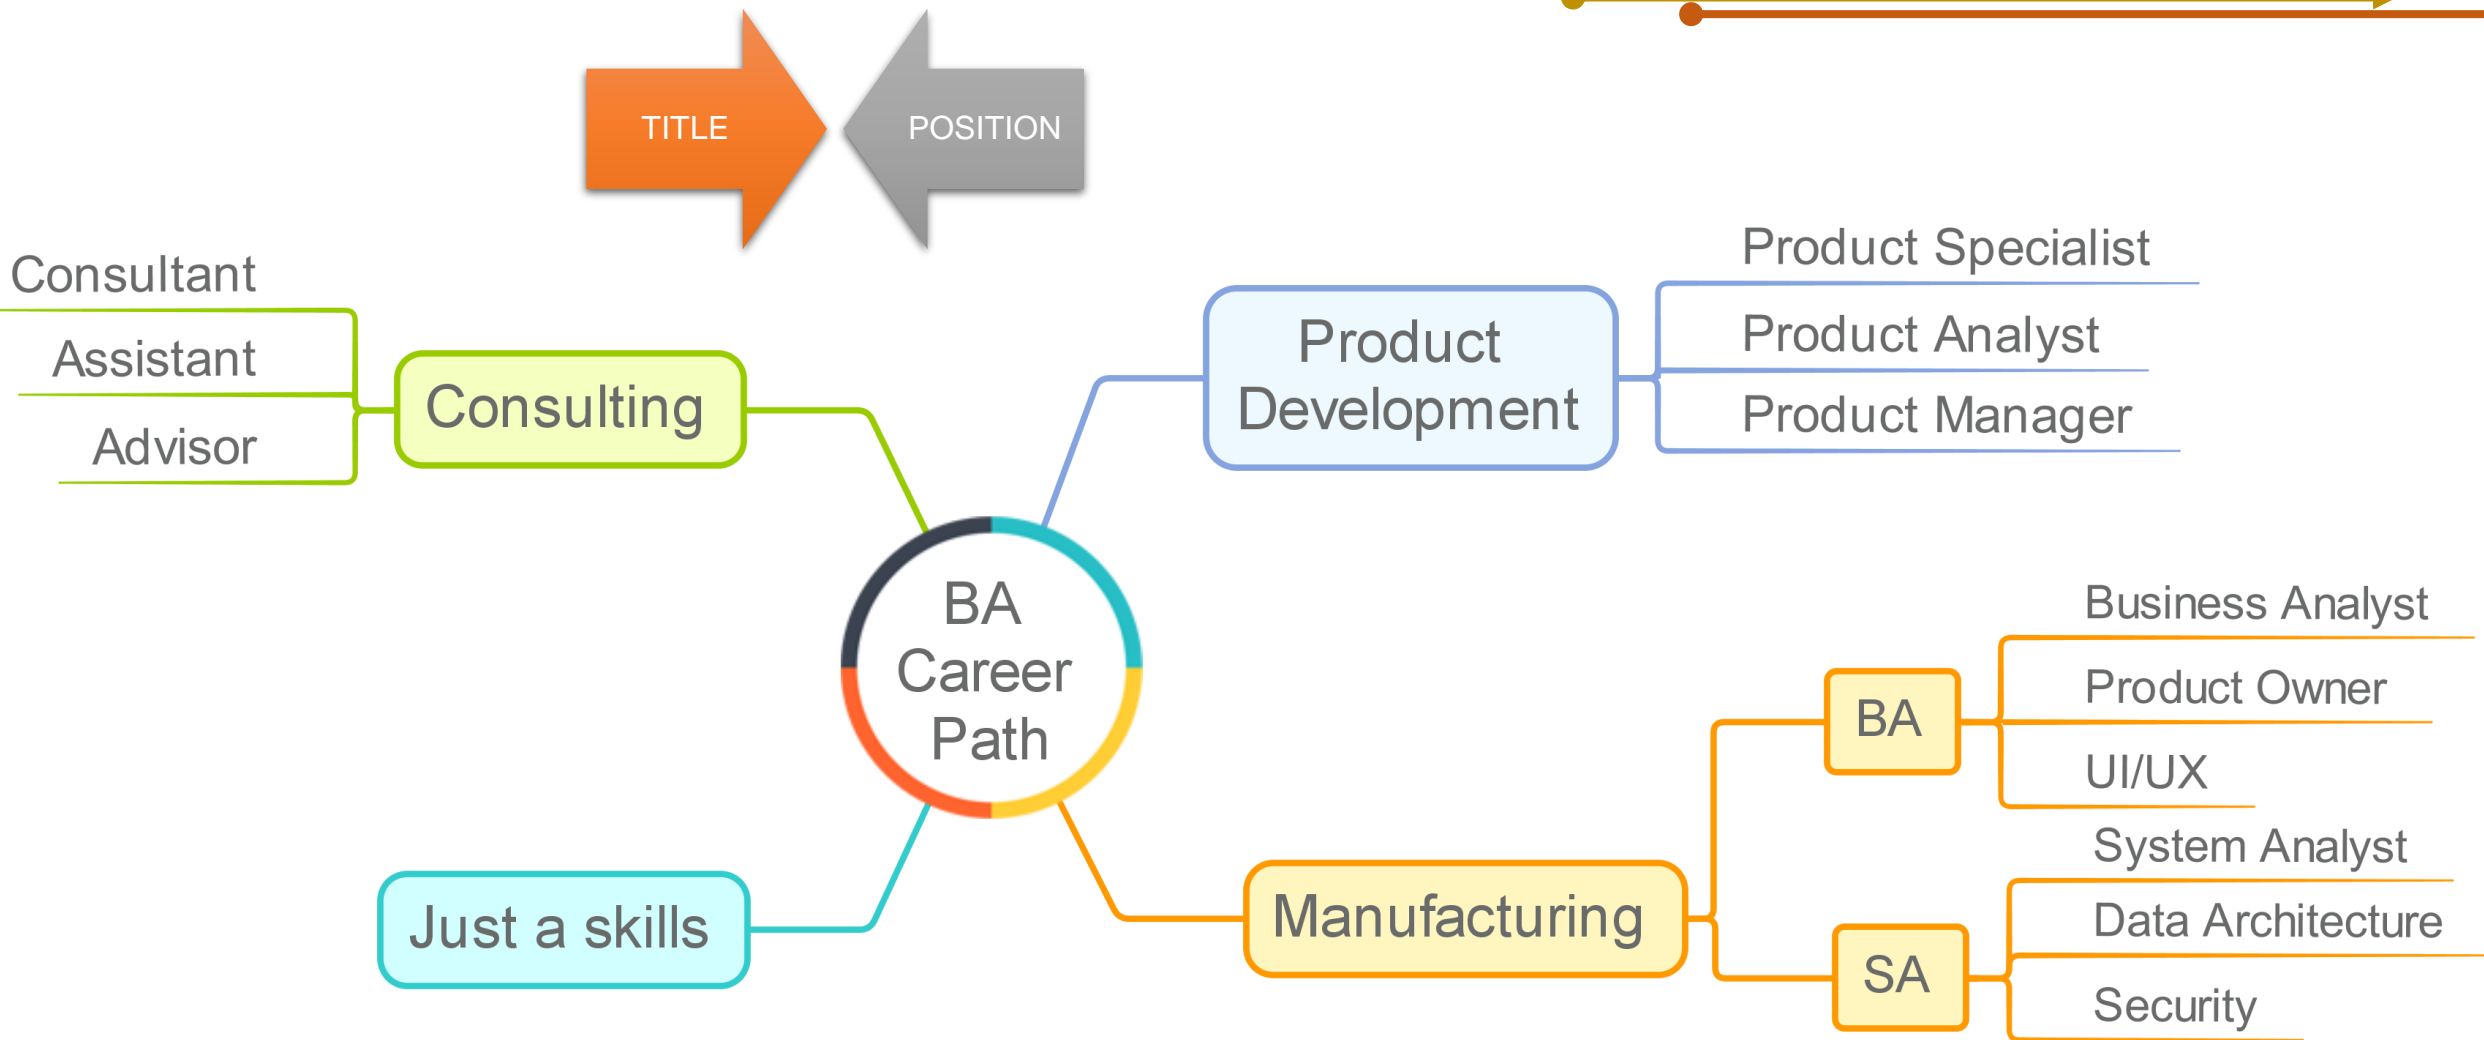 TITLE
POSITION
Consultant
Assistant
Advisor
Consulting
Product
Development
Product Specialist
Product Analyst
Product Manager
BA
Career
Path
Just a skills
Manufacturing
BA
Business Analyst
Product Owner
UI/UX
SA
System Analyst
Data Architecture
Security